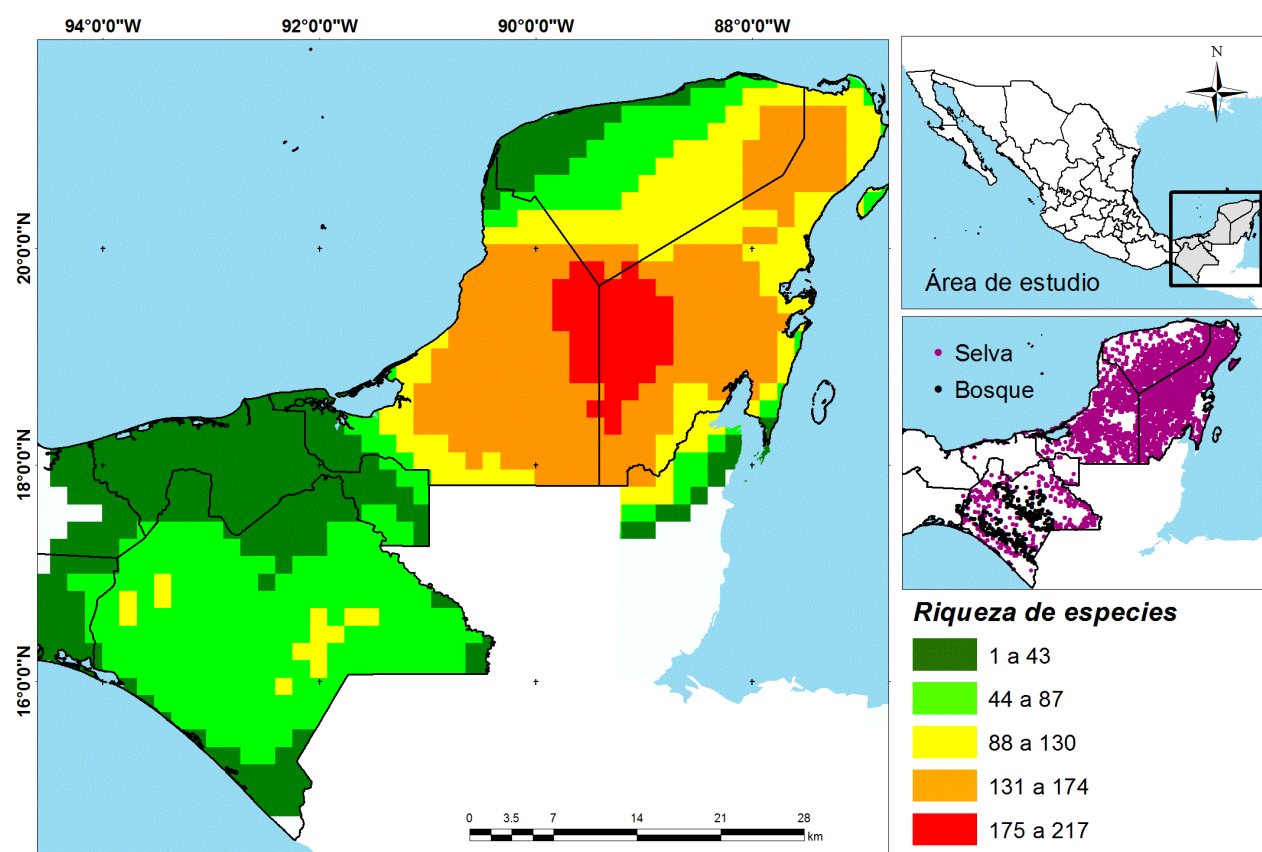 94°0'0"W 92°0'0"W 90°0'0"W 88°0'0"W
20°0'0"N
18°0'0"N
16°0'0"N
0 3.5 7 14 21 28
km
N
Área de estudio
Selva
Bosque
Riqueza de especies
1 a 43
44 a 87
88 a 130
131 a 174
175 a 217